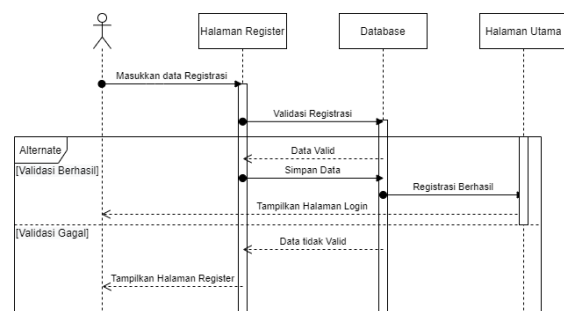 Halaman Register
Database
Halaman Utama
Masukkan data Registrasi
Validasi Registrasi
Alternate
Data Valid
[Validasi Berhasil]
Simpan Data
Registrasi Berhasil
Tampilkan Halaman Login
[Validasi Gagal]
Data tidak Valid
Tampilkan Halaman Register